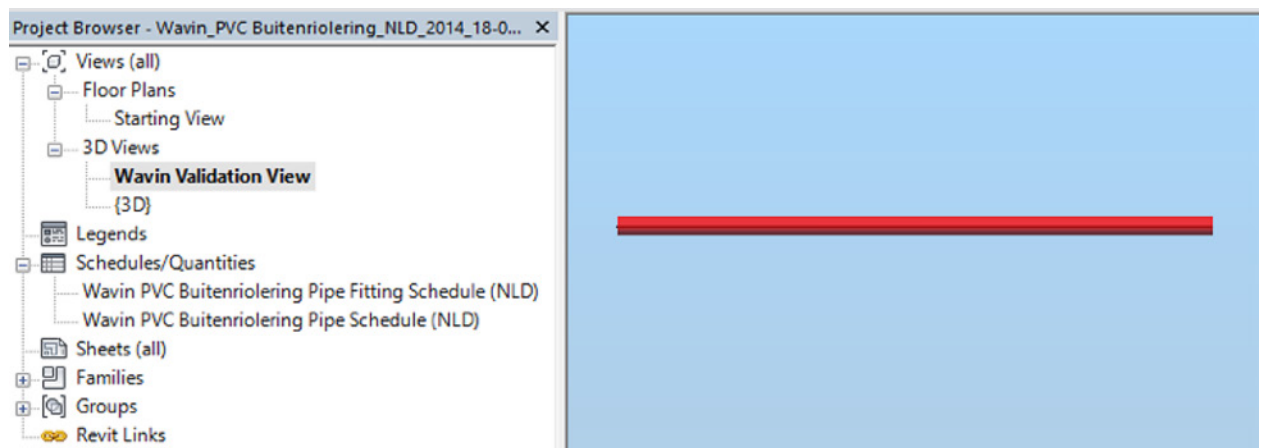 Project Browser - Wavin_PVC Buitenriolering_NLD_2014_18-0...
Views (all)
Floor Plans
Starting View
3D Views
Wavin Validation View
{3D}
Legends
Schedules/Quantities
Wavin PVC Buitenriolering Pipe Fitting Schedule (NLD)
Wavin PVC Buitenriolering Pipe Schedule (NLD)
Sheets (all)
Families
Groups
Revit Links